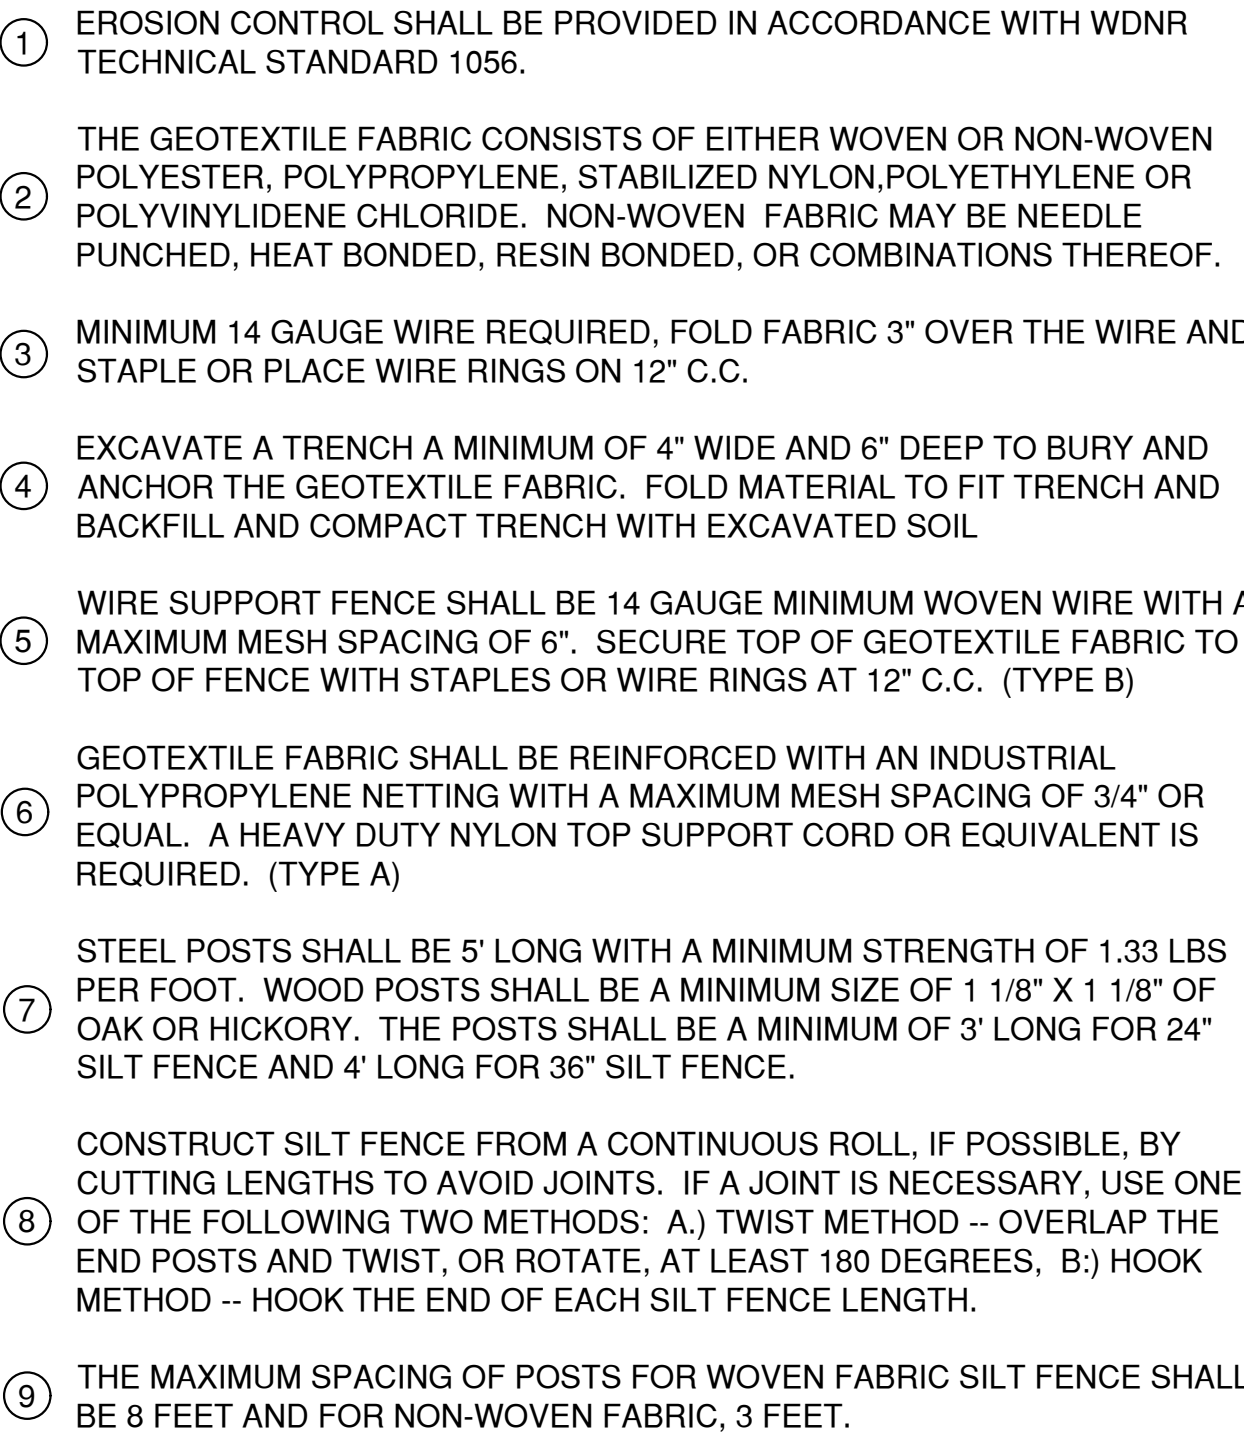 1 EROSION CONTROL SHALL BE PROVIDED IN ACCORDANCE WITH WDNR
TECHNICAL STANDARD 1056.
THE GEOTEXTILE FABRIC CONSISTS OF EITHER WOVEN OR NON-WOVEN
2 POLYESTER, POLYPROPYLENE, STABILIZED NYLON,POLYETHYLENE OR
POLYVINYLIDENE CHLORIDE. NON-WOVEN FABRIC MAY BE NEEDLE
PUNCHED, HEAT BONDED, RESIN BONDED, OR COMBINATIONS THEREOF.
3 MINIMUM 14 GAUGE WIRE REQUIRED, FOLD FABRIC 3" OVER THE WIRE AND
STAPLE OR PLACE WIRE RINGS ON 12" C.C.
EXCAVATE A TRENCH A MINIMUM OF 4" WIDE AND 6" DEEP TO BURY AND
4 ANCHOR THE GEOTEXTILE FABRIC. FOLD MATERIAL TO FIT TRENCH AND
BACKFILL AND COMPACT TRENCH WITH EXCAVATED SOIL
WIRE SUPPORT FENCE SHALL BE 14 GAUGE MINIMUM WOVEN WIRE WITH A
5 MAXIMUM MESH SPACING OF 6". SECURE TOP OF GEOTEXTILE FABRIC TO
TOP OF FENCE WITH STAPLES OR WIRE RINGS AT 12" C.C. (TYPE B)
GEOTEXTILE FABRIC SHALL BE REINFORCED WITH AN INDUSTRIAL
6 POLYPROPYLENE NETTING WITH A MAXIMUM MESH SPACING OF 3/4" OR
EQUAL. A HEAVY DUTY NYLON TOP SUPPORT CORD OR EQUIVALENT IS
REQUIRED. (TYPE A)
STEEL POSTS SHALL BE 5' LONG WITH A MINIMUM STRENGTH OF 1.33 LBS
7 PER FOOT. WOOD POSTS SHALL BE A MINIMUM SIZE OF 1 1/8" X 1 1/8" OF
OAK OR HICKORY. THE POSTS SHALL BE A MINIMUM OF 3' LONG FOR 24"
SILT FENCE AND 4' LONG FOR 36" SILT FENCE.
CONSTRUCT SILT FENCE FROM A CONTINUOUS ROLL, IF POSSIBLE, BY
CUTTING LENGTHS TO AVOID JOINTS. IF A JOINT IS NECESSARY, USE ONE
8 OF THE FOLLOWING TWO METHODS: A.) TWIST METHOD -- OVERLAP THE
END POSTS AND TWIST, OR ROTATE, AT LEAST 180 DEGREES, B:) HOOK
METHOD -- HOOK THE END OF EACH SILT FENCE LENGTH.
9 THE MAXIMUM SPACING OF POSTS FOR WOVEN FABRIC SILT FENCE SHALL
BE 8 FEET AND FOR NON-WOVEN FABRIC, 3 FEET.